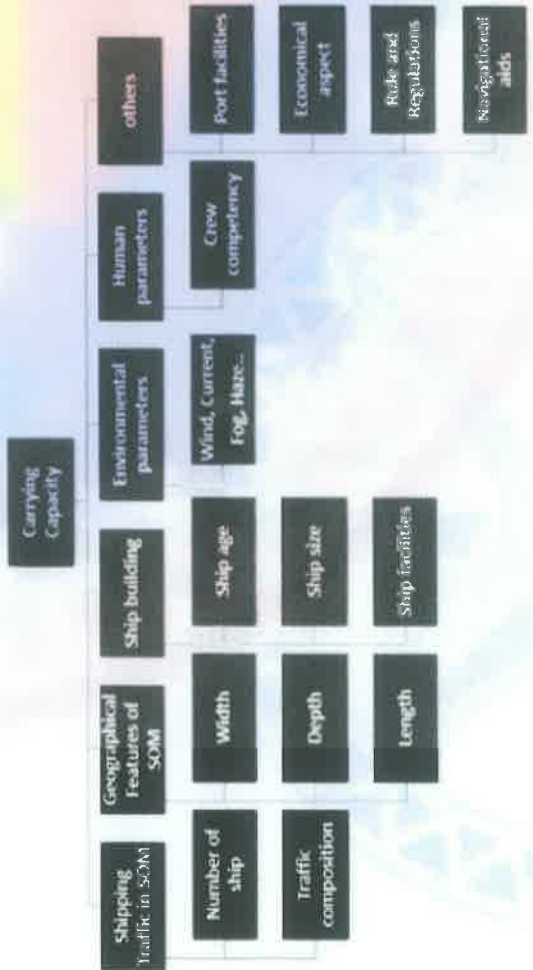 Carrying
Capacity
Shipping
Traffic in SOM
Number of
ship
Traffic
composition
Geographical
Features of
SOM
Width
Depth
Length
Ship building
Ship age
Ship size
Ship facilities
Environmental
parameters
Wind, Current,
Fog, Haze..
Human
parameters
Crew
competency
others
Port facilities
Economical
aspect
Rule and
Regulations
Navigational
aids